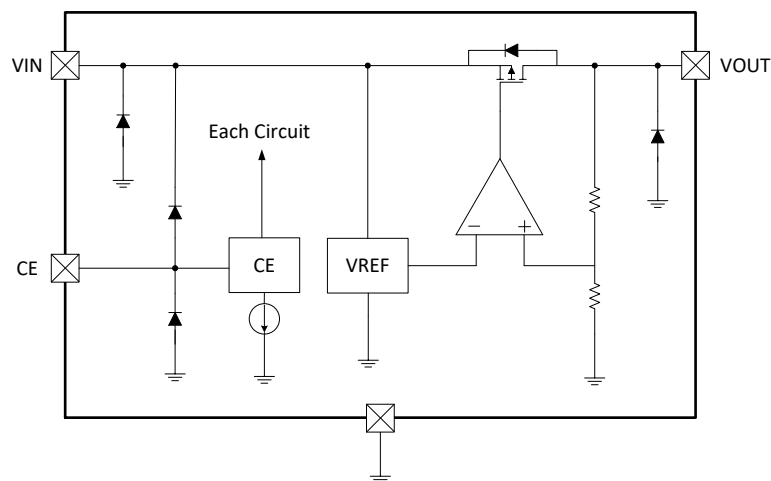 VIN
VOUT
Each Circuit
CE
CE
VREF
−
+